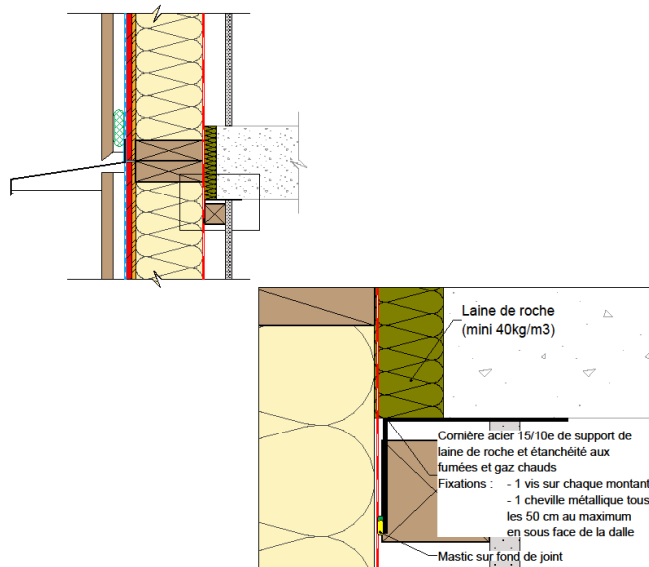 Laine de roche
(mini 40kg/m3)
Cornière acier 15/10e de support de
laine de roche et étanchéité aux
fumées et gaz chauds
Fixations : - 1 vis sur chaque montant
- 1 cheville métallique tous
les 50 cm au maximum
en sous face de la dalle
Mastic sur fond de joint